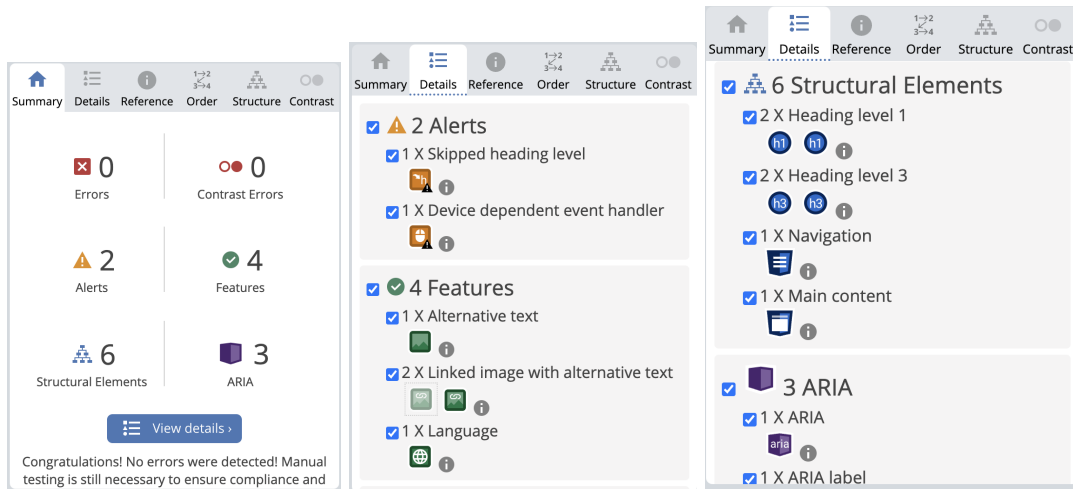 Summary Details Reference Order Structure Contrast
0
Errors
0
Contrast Errors
2
Alerts
4
Features
6
Structural Elements
3
ARIA
View details ›
Congratulations! No errors were detected! Manual
testing is still necessary to ensure compliance and
Summary Details Reference Order Structure Contrast
2 Alerts
1 X Skipped heading level
h
1 X Device dependent event handler
4 Features
1 X Alternative text
2 X Linked image with alternative text
1 X Language
Summary Details Reference Order Structure Contrast
6 Structural Elements
2 X Heading level 1
h1 h1
2 X Heading level 3
h3 h3
1 X Navigation
1 X Main content
3 ARIA
1 X ARIA
aria
1 X ARIA label